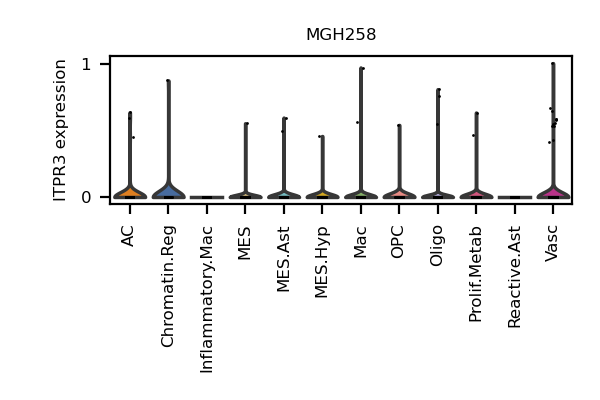 MGH258
ITPR3 expression
1
0
AC
Chromatin.Reg
Inflammatory.Mac
MES
MES.Ast
MES.Hyp
Mac
OPC
Oligo
Prolif.Metab
Reactive.Ast
Vasc